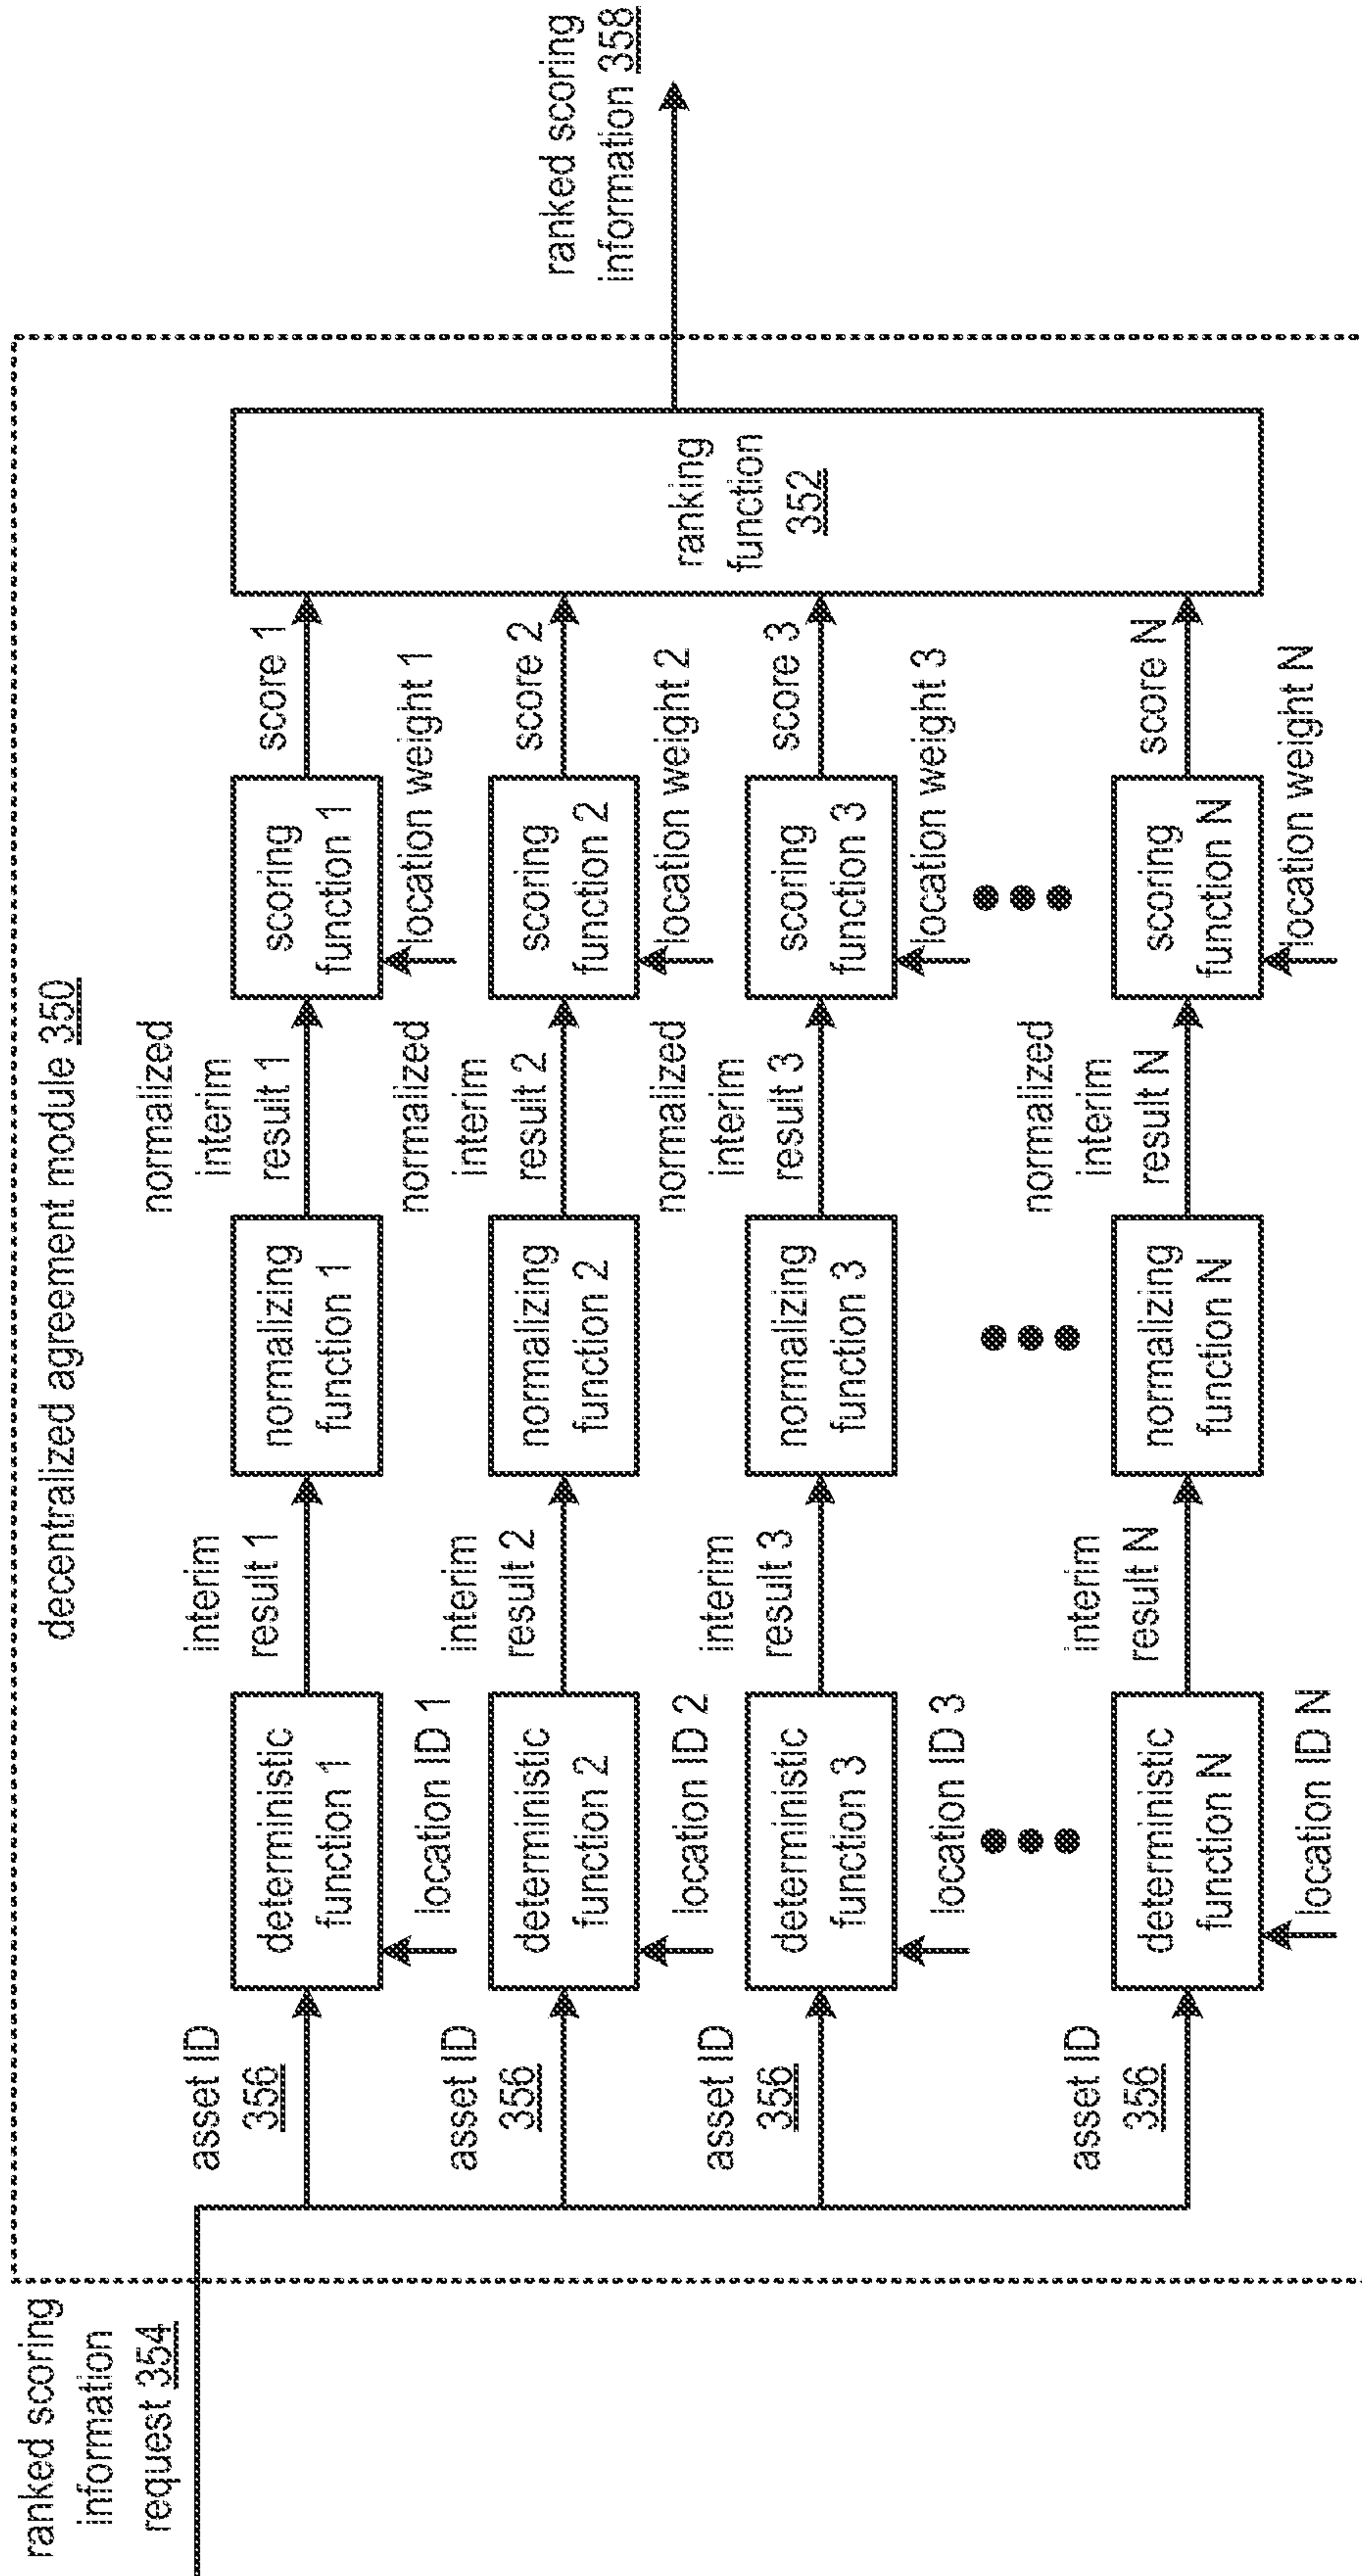 decentralized agreement module 350
ranked scoring
information
request 354
asset ID
356
deterministic
function 1
location ID 1
interim
result 1
normalizing
function 1
normalized
interim
result 1
scoring
function 1
location weight 1
score 1
asset ID
356
deterministic
function 2
location ID 2
interim
result 2
normalizing
function 2
normalized
interim
result 2
scoring
function 2
location weight 2
score 2
asset ID
356
deterministic
function 3
location ID 3
interim
result 3
normalizing
function 3
normalized
interim
result 3
scoring
function 3
location weight 3
score 3
asset ID
356
deterministic
function N
location ID N
interim
result N
normalizing
function N
normalized
interim
result N
scoring
function N
location weight N
score N
ranking
function
352
ranked scoring
information 358